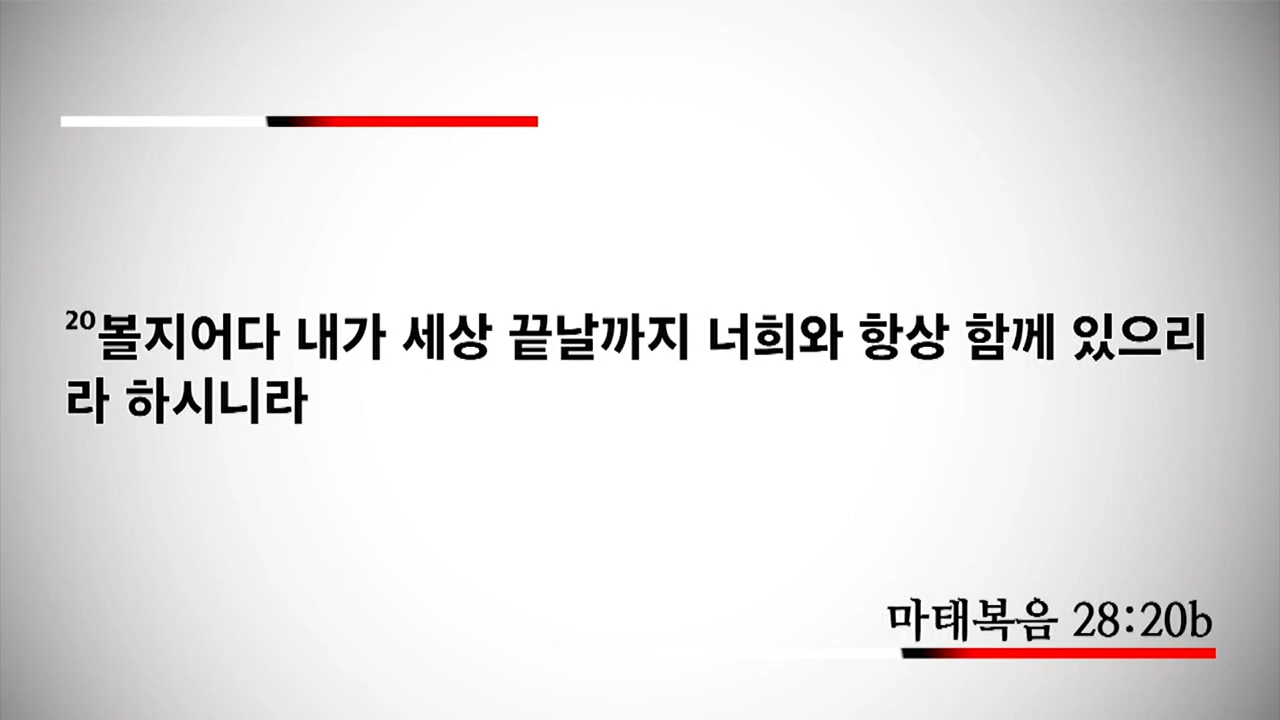 20볼지어다 내가 세상 끝날까지 너희와 항상 함께 있으리
라 하시니라
마태복음 28:20b